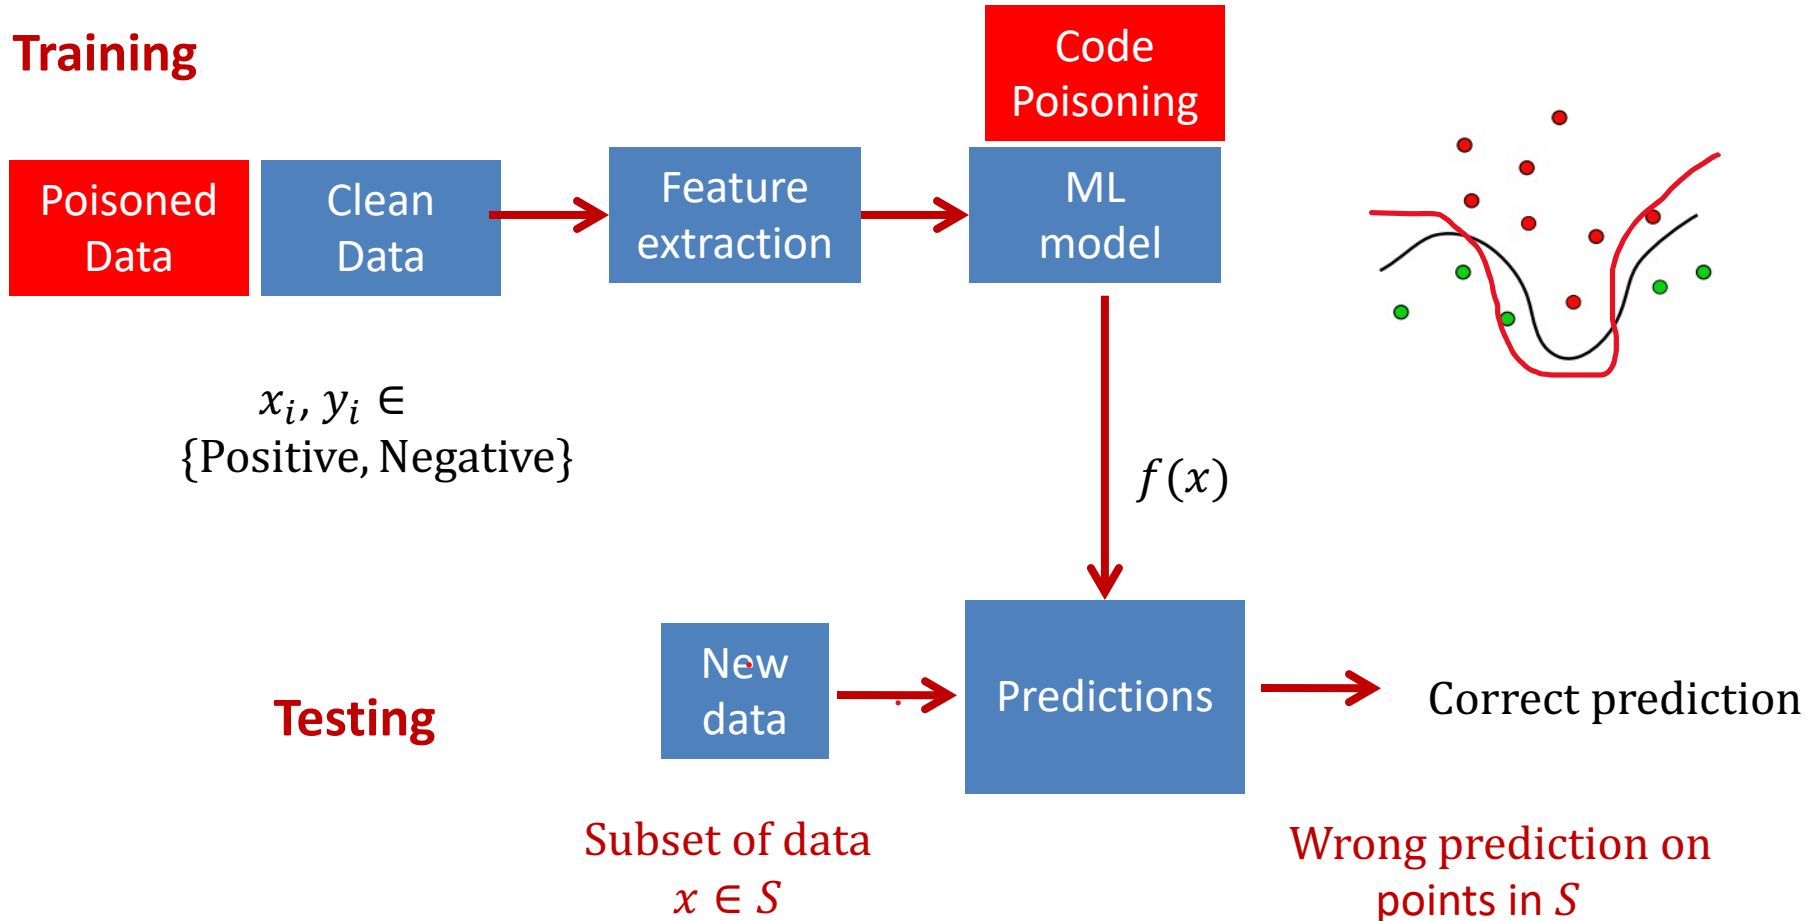 Training
Code
Poisoning
Poisoned
Data
Clean
Data
Feature
extraction
ML
model
xᵢ, yᵢ ∈
{Positive, Negative}
f(x)
Testing
New
data
Predictions
Correct prediction
Subset of data
x ∈ S
Wrong prediction on
points in S